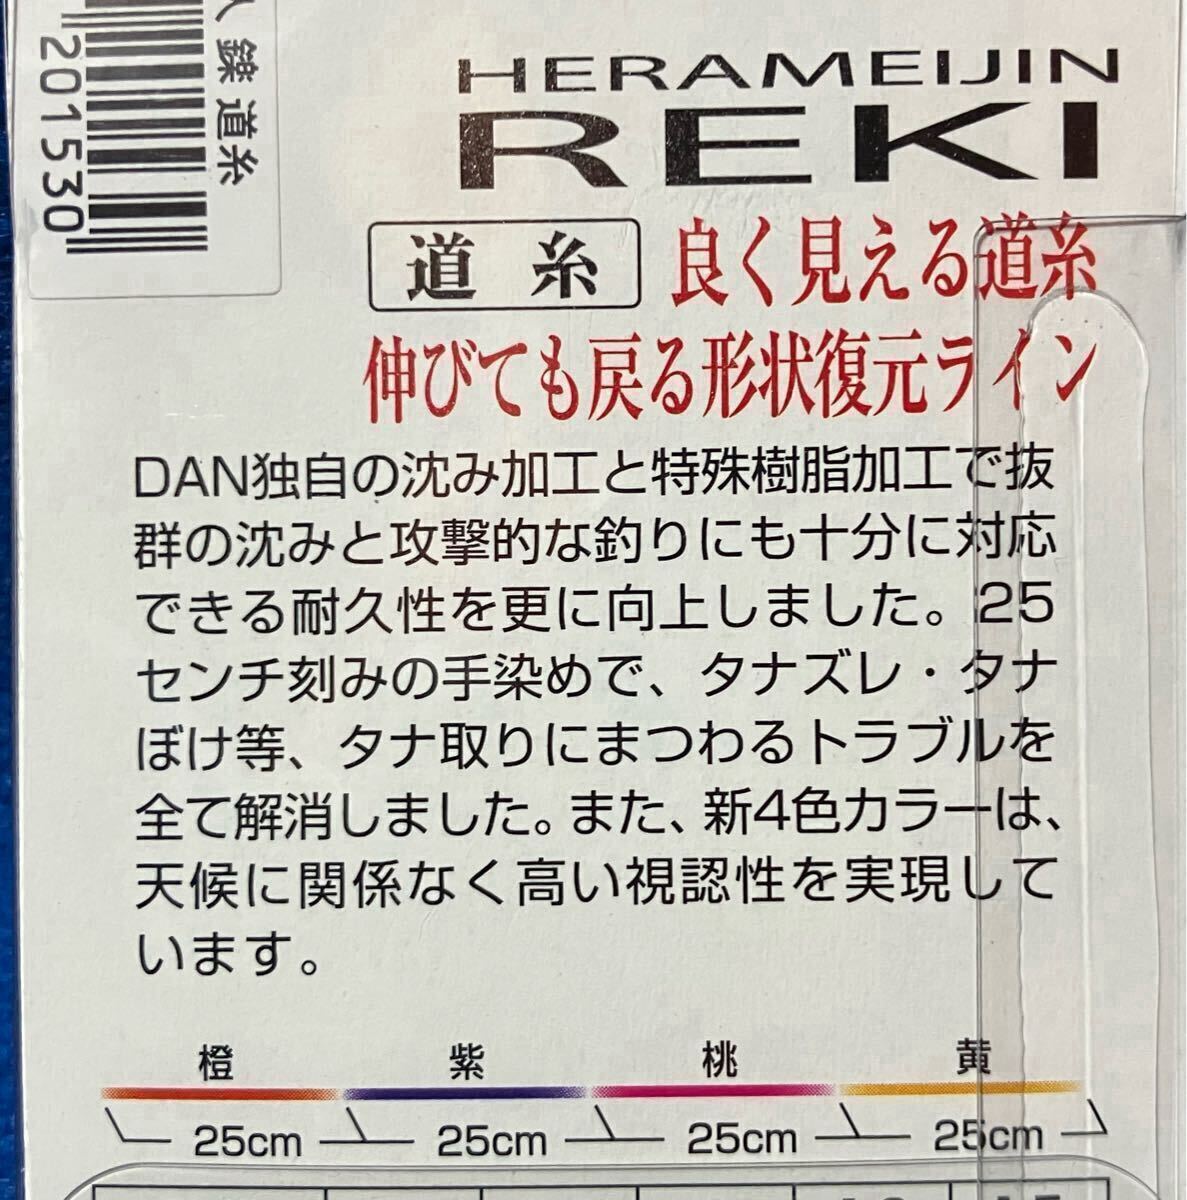 鑠道糸
201530
HERAMEIJIN
REKI
道糸 良く見える道糸
伸びても戻る形状復元ライン
DAN独自の沈み加工と特殊樹脂加工で抜
群の沈みと攻撃的な釣りにも十分に対応
できる耐久性を更に向上しました。25
センチ刻みの手染めで、タナズレ・タナ
ぼけ等、タナ取りにまつわるトラブルを
全て解消しました。また、新4色カラーは、
天候に関係なく高い視認性を実現して
います。
橙 紫 桃 黄
25cm 25cm 25cm 25cm